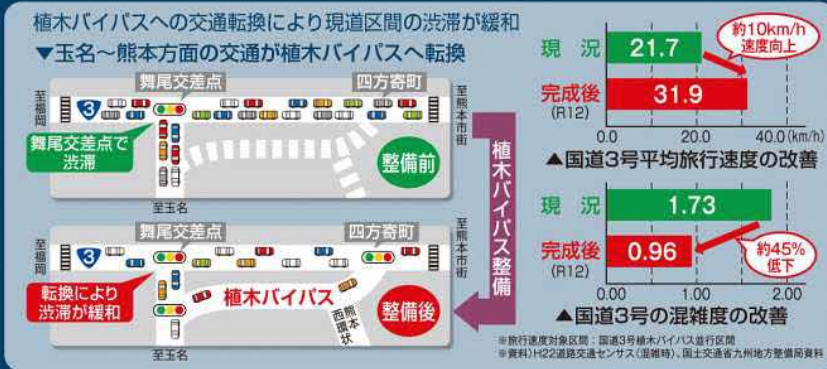 植木バイパスへの交通転換により現道区間の渋滞が緩和
▼玉名～熊本方面の交通が植木バイパスへ転換
舞尾交差点
四方寄町
至福岡
3
至熊本市街
舞尾交差点で
渋滞
整備前
至玉名
植木バイパス整備
舞尾交差点
四方寄町
至福岡
3
至熊本市街
転換により
渋滞が緩和
植木バイパス
整備後
熊本
西環状
至玉名
現況
21.7
約10km/h
速度向上
完成後
(R12)
31.9
0.0 20.0 40.0(km/h)
▲国道3号平均旅行速度の改善
現況
1.73
完成後
(R12)
0.96
約45%
低下
0.00 1.00 2.00
▲国道3号の混雑度の改善
※旅行速度対象区間：国道3号植木バイパス並行区間
※資料)H22道路交通センサス(混雑時)、国土交通省九州地方整備局資料